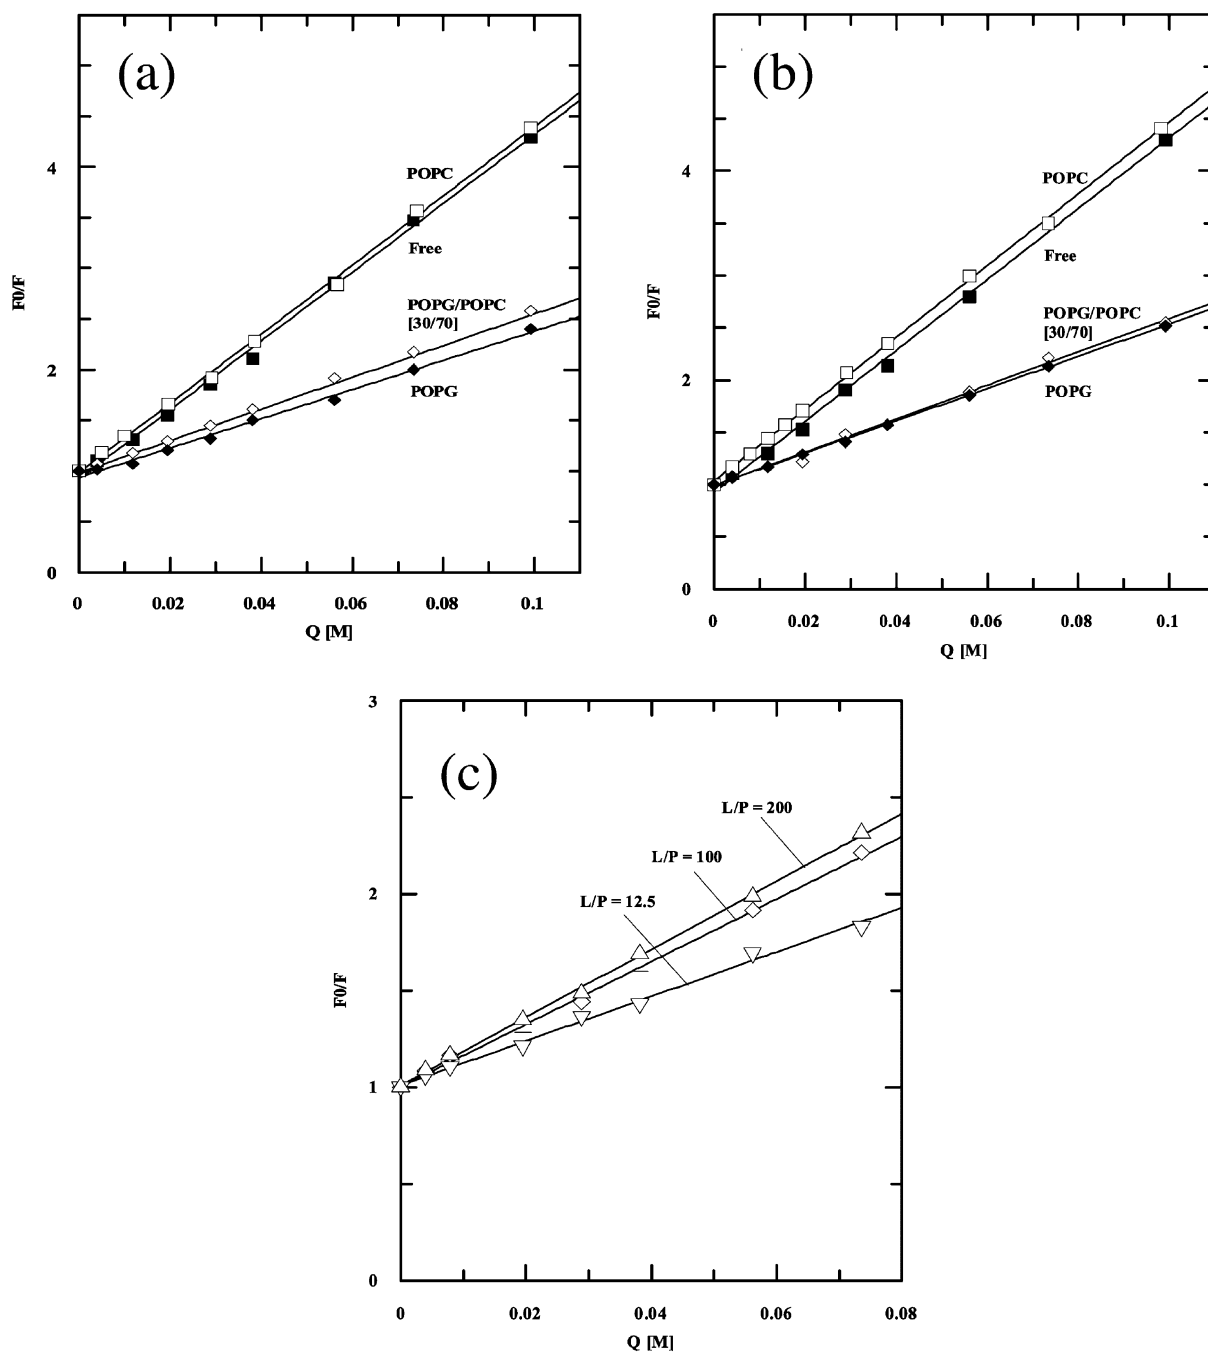 (a)
4
2
0
F0/F
POPC
Free
POPG/POPC
[30/70]
POPG
0 0.02 0.04 0.06 0.08 0.1
Q [M]
(b)
4
2
0
F0/F
POPC
Free
POPG/POPC
[30/70]
POPG
0 0.02 0.04 0.06 0.08 0.1
Q [M]
(c)
3
2
1
0
F0/F
L/P = 200
L/P = 100
L/P = 12.5
0 0.02 0.04 0.06 0.08
Q [M]